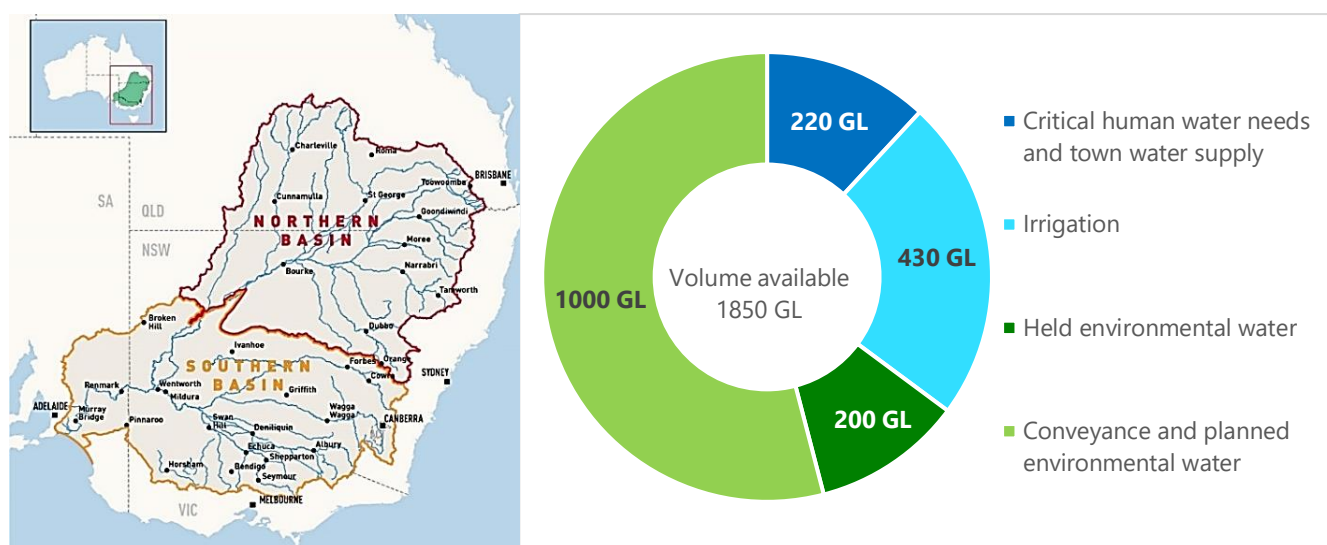 Charleville
Roma
BRISBANE
Toowoomba
SA
QLD
Cunnamulla
St George
Goondiwindi
NORTHERN
BASIN
NSW
Moree
Bourke
Narrabri
Tamworth
Broken
Hill
Dubbo
Ivanhoe
Orange
SOUTHERN
BASIN
Forbes
Cowra
SYDNEY
Renmark
Wentworth
Mildura
Griffith
ADELAIDE
Murray
Bridge
Pinnaroo
Swan
Hill
Wagga
Wagga
CANBERRA
Deniliquin
Echuca
Albury
Shepparton
Horsham
Bendigo
Seymour
VIC
MELBOURNE
220 GL
430 GL
200 GL
1000 GL
Volume available
1850 GL
Critical human water needs
and town water supply
Irrigation
Held environmental water
Conveyance and planned
environmental water